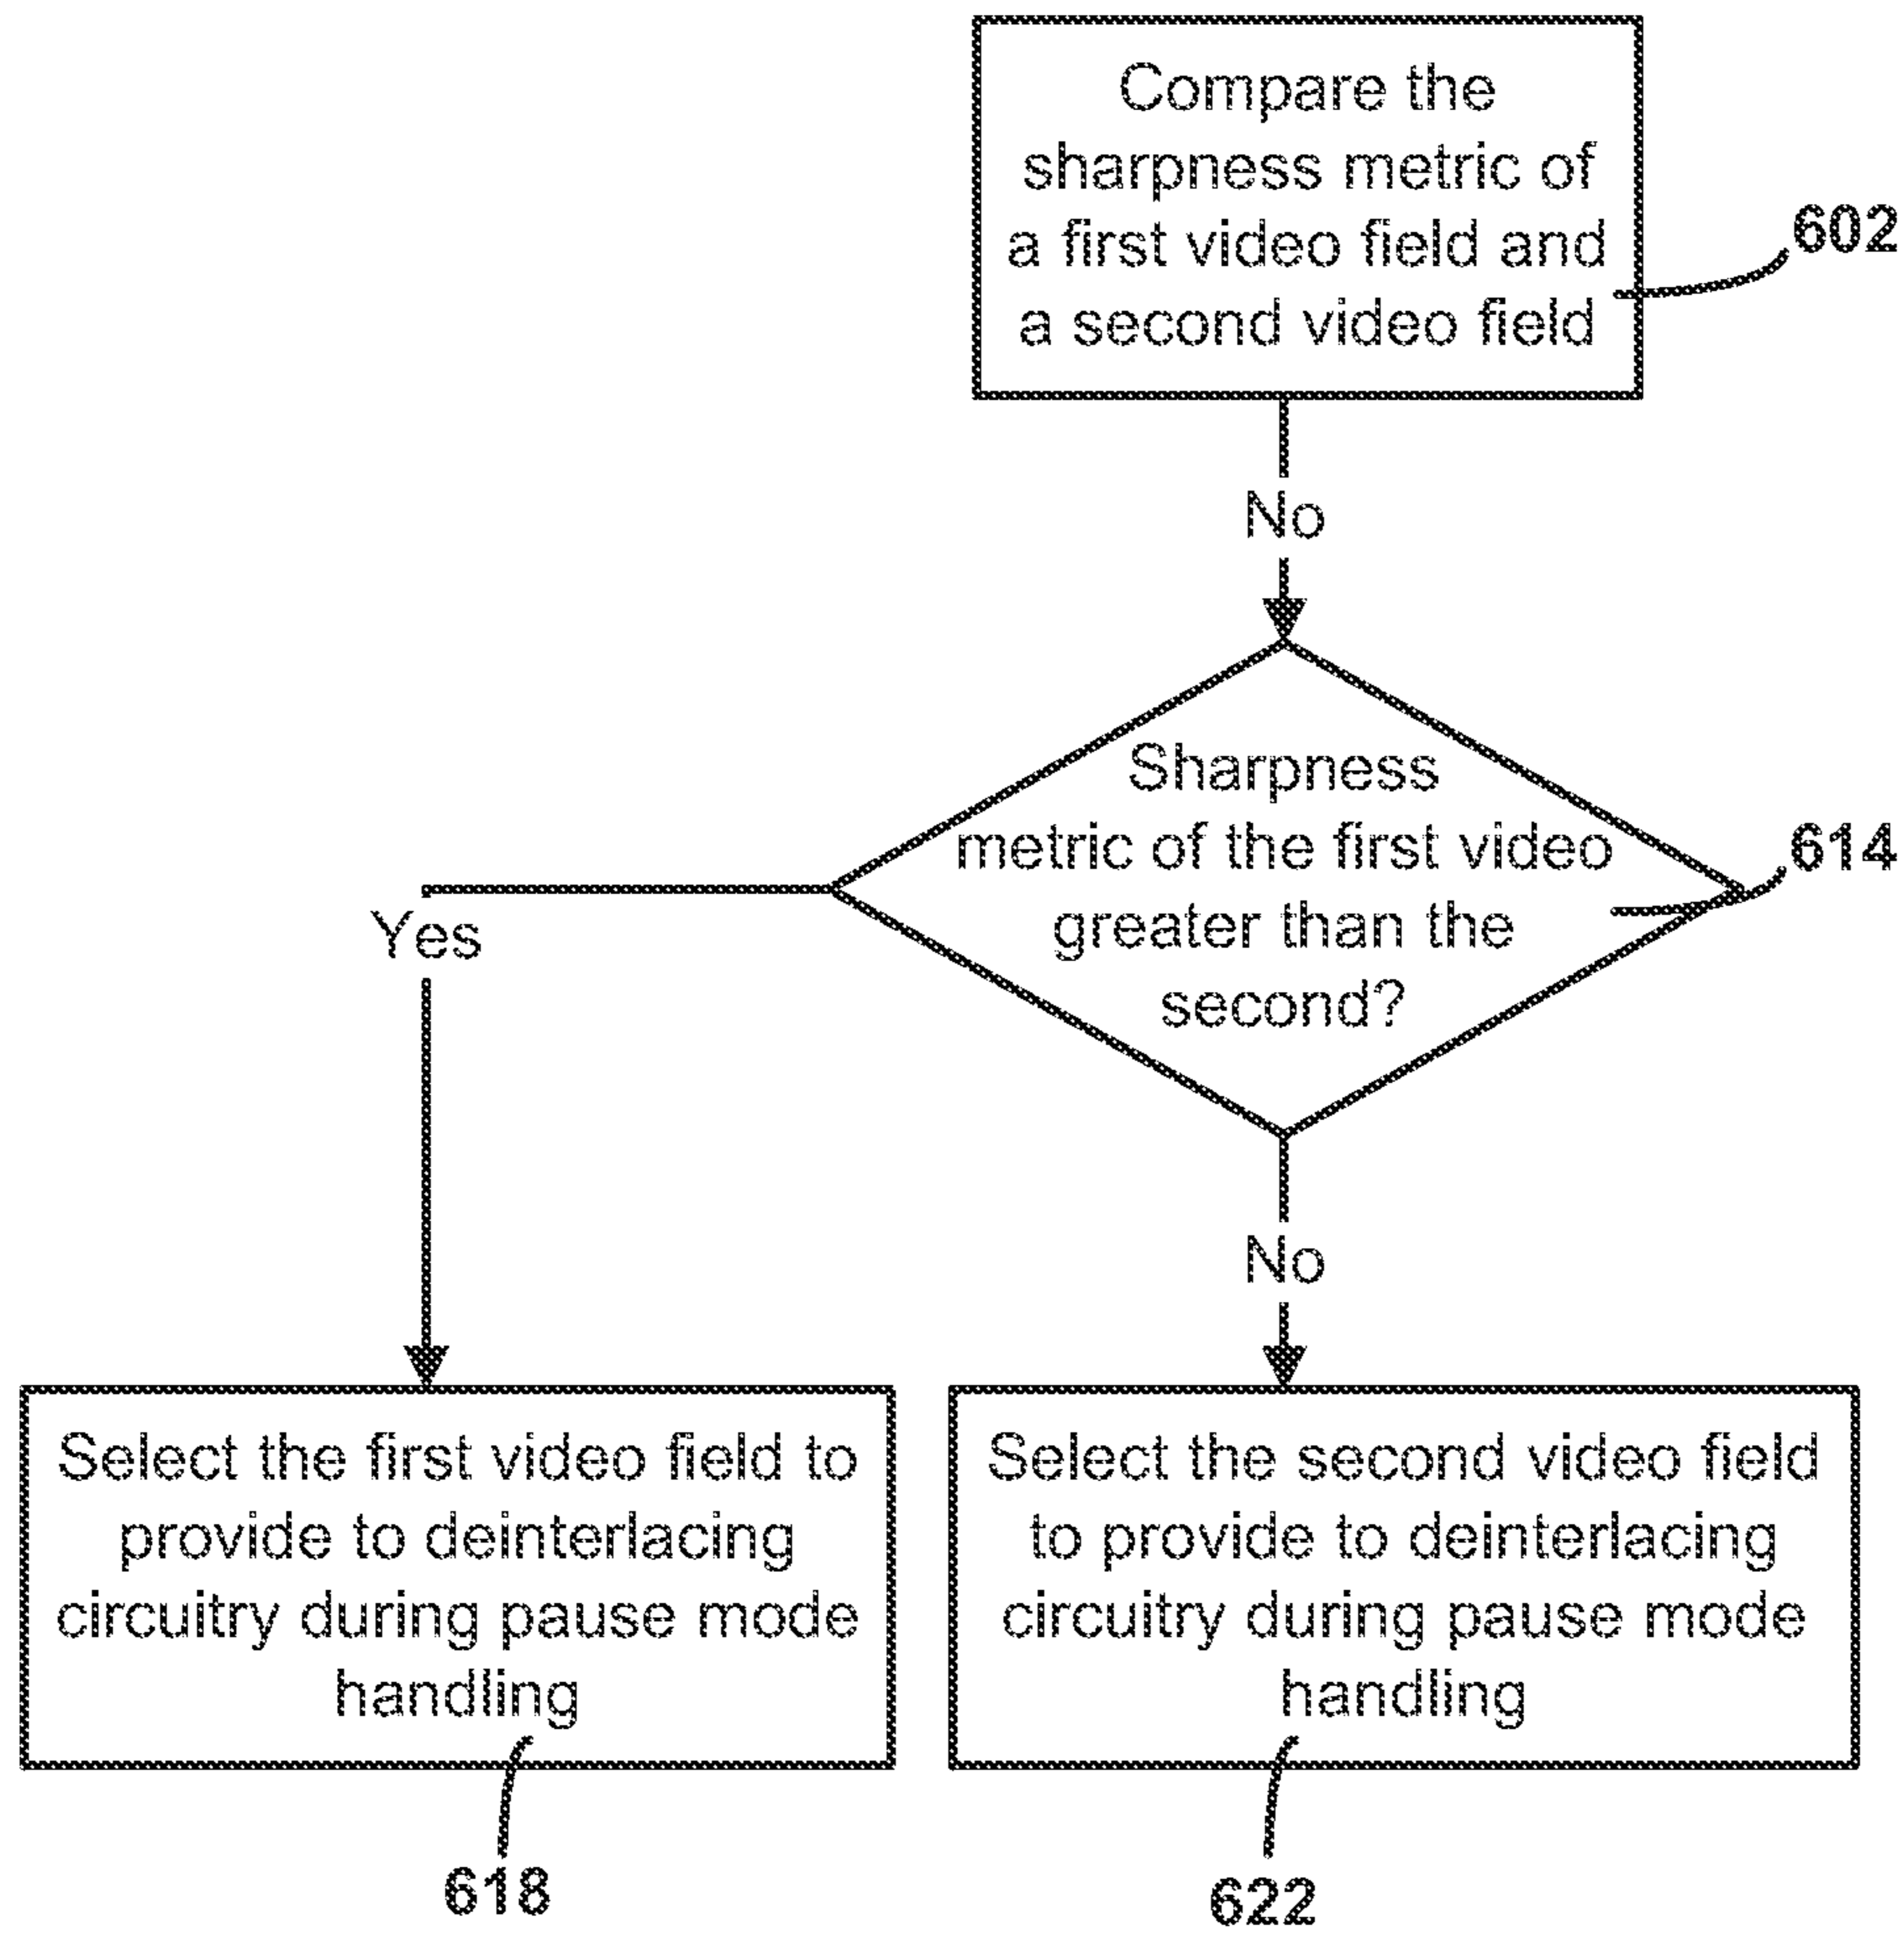 Compare the
sharpness metric of
a first video field and
a second video field
602
No
Sharpness
metric of the first video
greater than the
second?
614
Yes
No
Select the first video field to
provide to deinterlacing
circuitry during pause mode
handling
618
Select the second video field
to provide to deinterlacing
circuitry during pause mode
handling
622